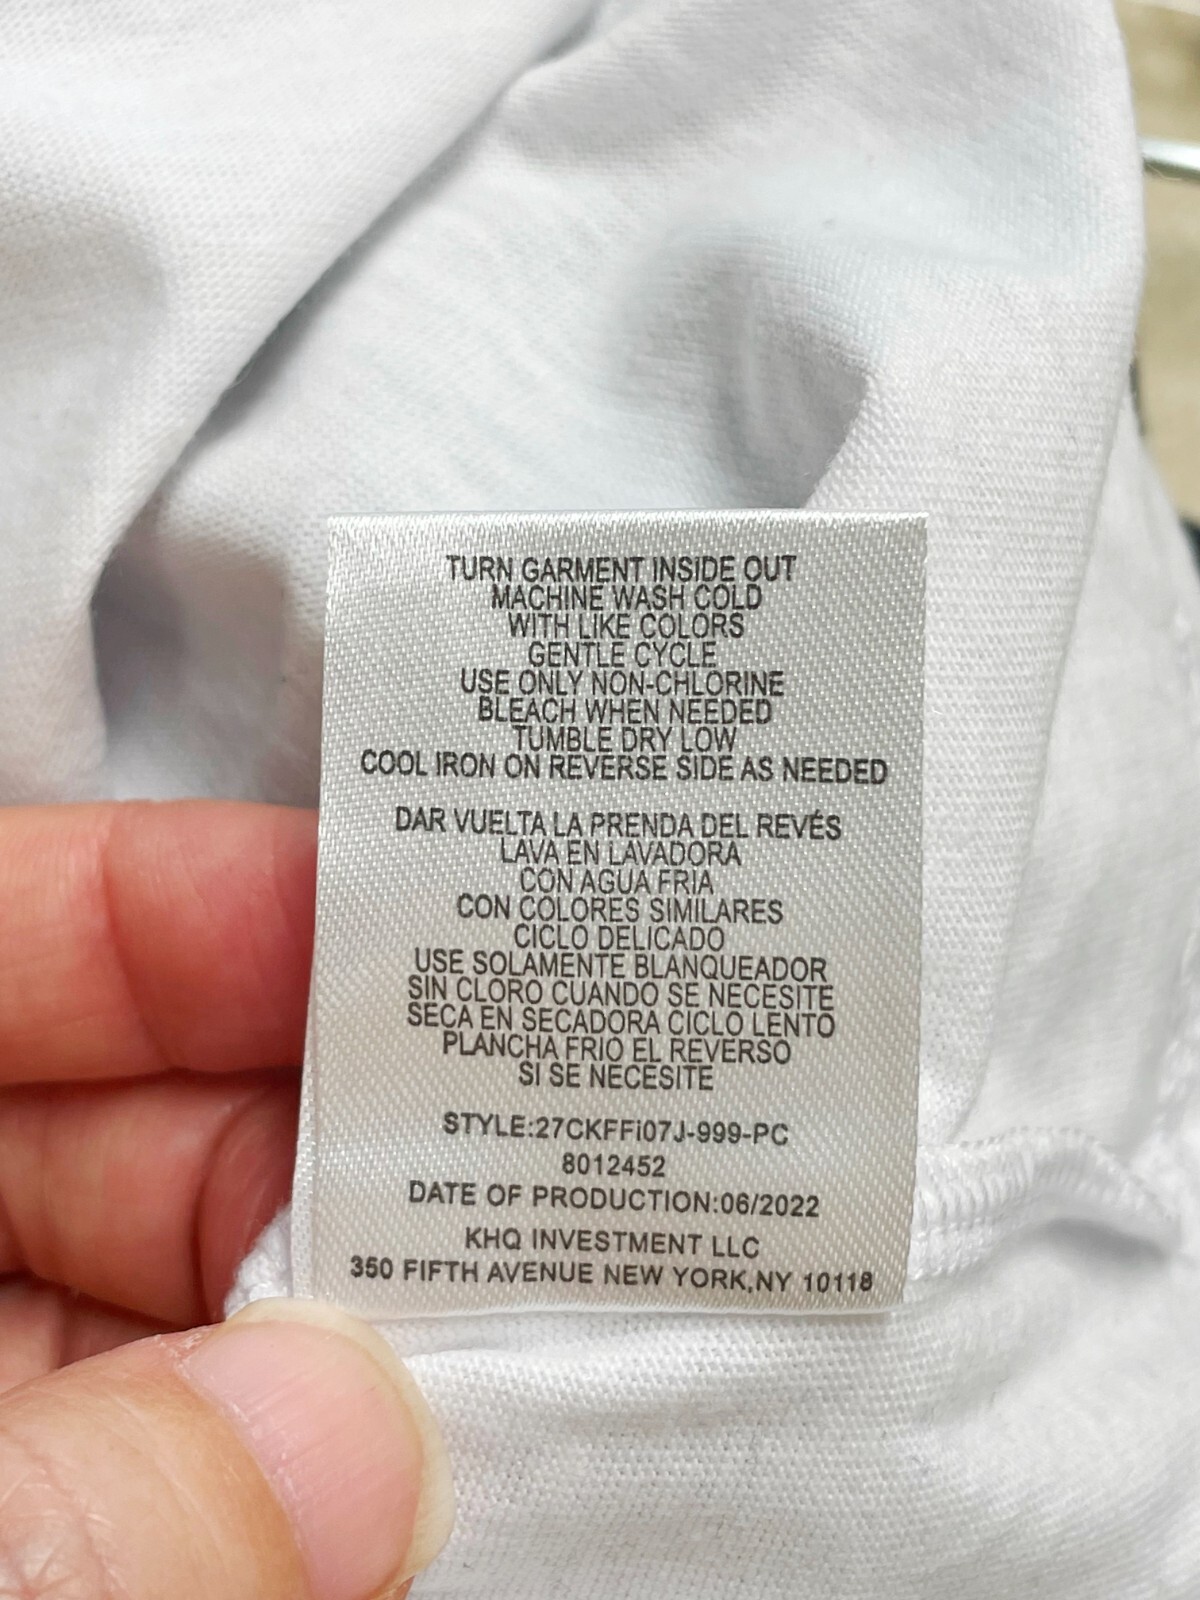 TURN GARMENT INSIDE OUT
MACHINE WASH COLD
WITH LIKE COLORS
GENTLE CYCLE
USE ONLY NON-CHLORINE
BLEACH WHEN NEEDED
TUMBLE DRY LOW
COOL IRON ON REVERSE SIDE AS NEEDED
DAR VUELTA LA PRENDA DEL REVÉS
LAVA EN LAVADORA
CON AGUA FRIA
CON COLORES SIMILARES
CICLO DELICADO
USE SOLAMENTE BLANQUEADOR
SIN CLORO CUANDO SE NECESITE
SECA EN SECADORA CICLO LENTO
PLANCHA FRIO EL REVERSO
SI SE NECESITE
STYLE:27CKFFi07J-999-PC
8012452
DATE OF PRODUCTION:06/2022
KHQ INVESTMENT LLC
350 FIFTH AVENUE NEW YORK,NY 10118